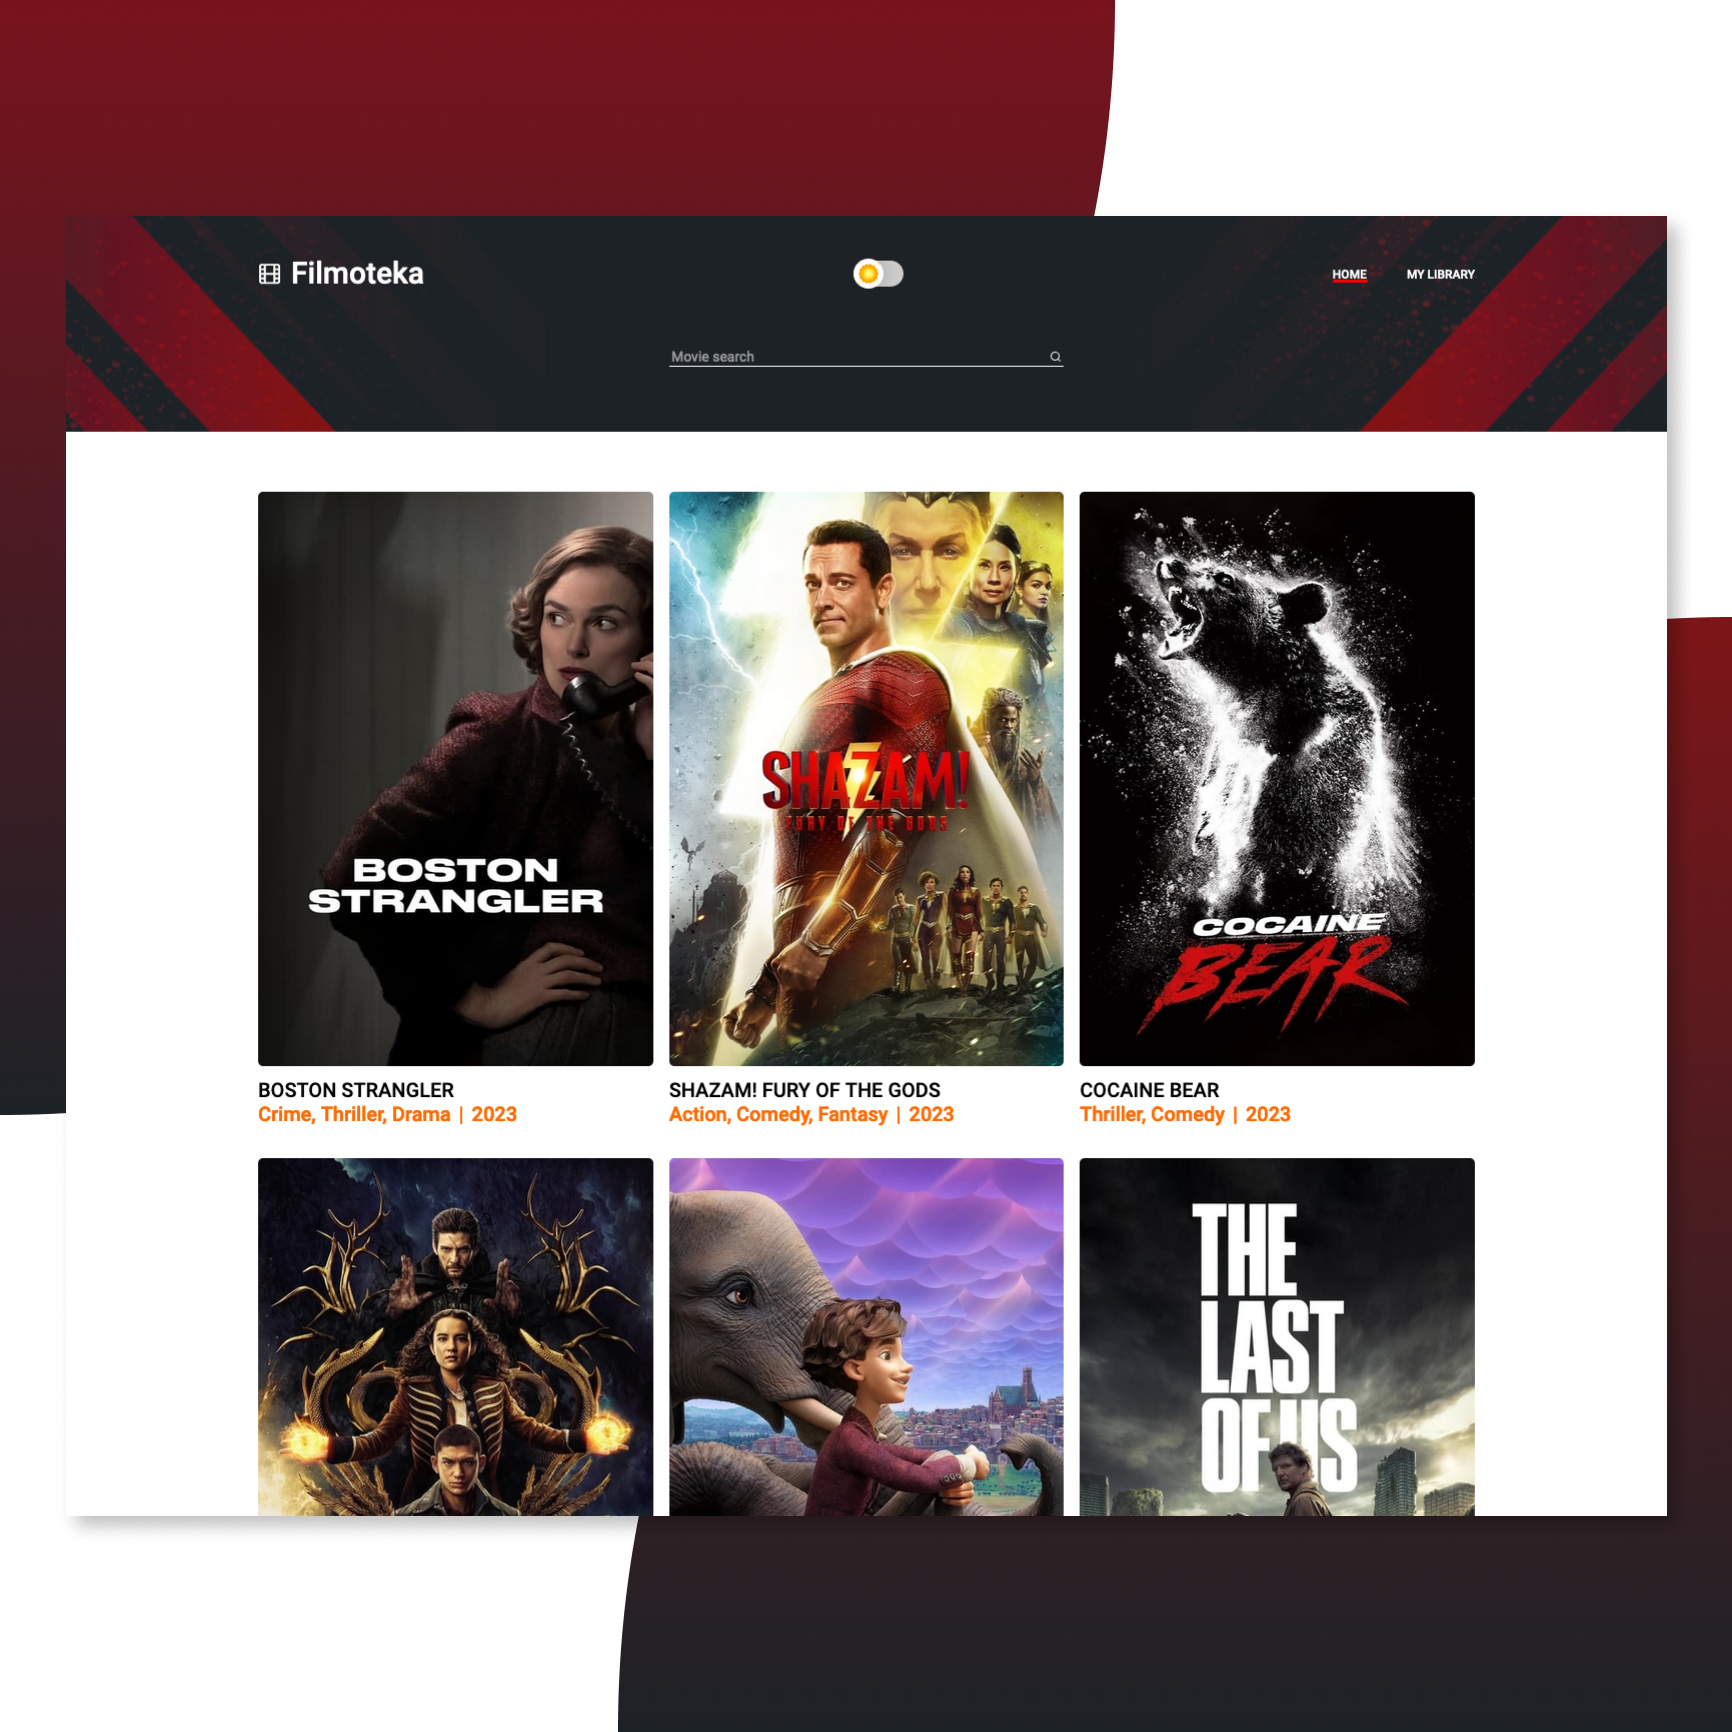 Filmoteka
HOME
MY LIBRARY
Movie search
BOSTON
STRANGLER
SHAZAM!
FURY OF THE GODS
COCAINE
BEAR
BOSTON STRANGLER
Crime, Thriller, Drama | 2023
SHAZAM! FURY OF THE GODS
Action, Comedy, Fantasy | 2023
COCAINE BEAR
Thriller, Comedy | 2023
THE
LAST
OF US